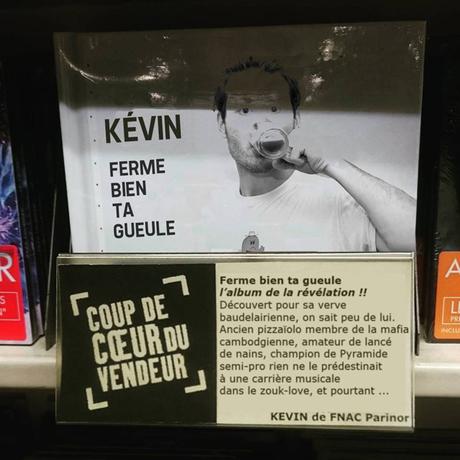 KÉVIN
FERME
BIEN
TA
GUEULE
COUP DE
CŒUR DU
VENDEUR
Ferme bien ta gueule
l'album de la révélation !!
Découvert pour sa verve
baudelairienne, on sait peu de lui.
Ancien pizzaïolo membre de la mafia
cambodgienne, amateur de lancé
de nains, champion de Pyramide
semi-pro rien ne le prédestinait
à une carrière musicale
dans le zouk-love, et pourtant ...
KEVIN de FNAC Parinor